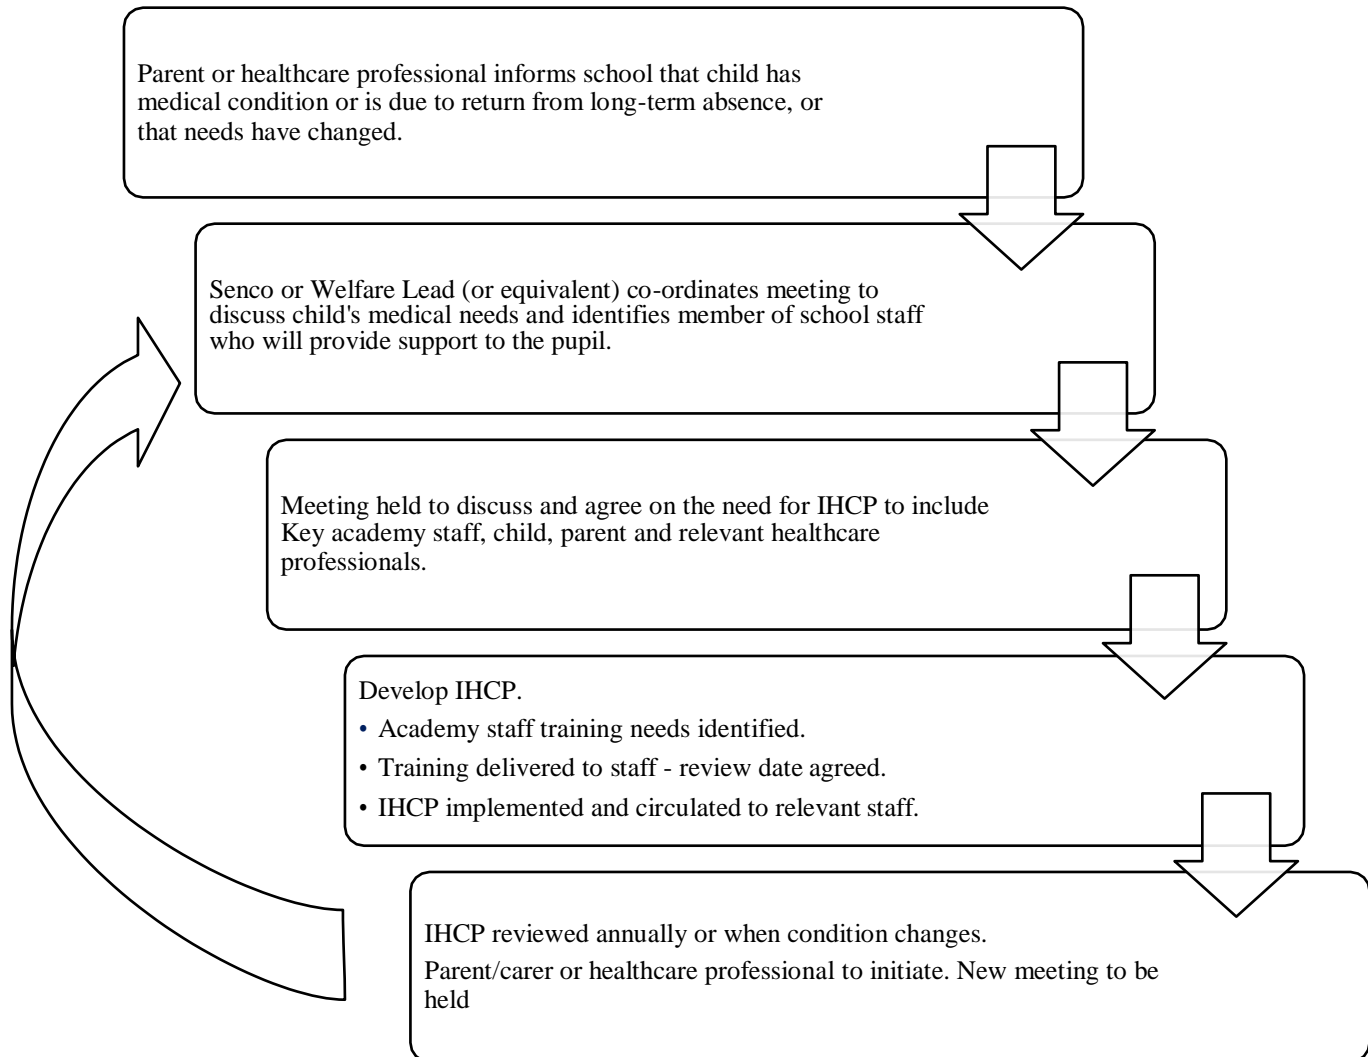 Parent or healthcare professional informs school that child has
medical condition or is due to return from long-term absence, or
that needs have changed.
Senco or Welfare Lead (or equivalent) co-ordinates meeting to
discuss child's medical needs and identifies member of school staff
who will provide support to the pupil.
Meeting held to discuss and agree on the need for IHCP to include
Key academy staff, child, parent and relevant healthcare
professionals.
Develop IHCP.
• Academy staff training needs identified.
• Training delivered to staff - review date agreed.
• IHCP implemented and circulated to relevant staff.
IHCP reviewed annually or when condition changes.
Parent/carer or healthcare professional to initiate. New meeting to be
held